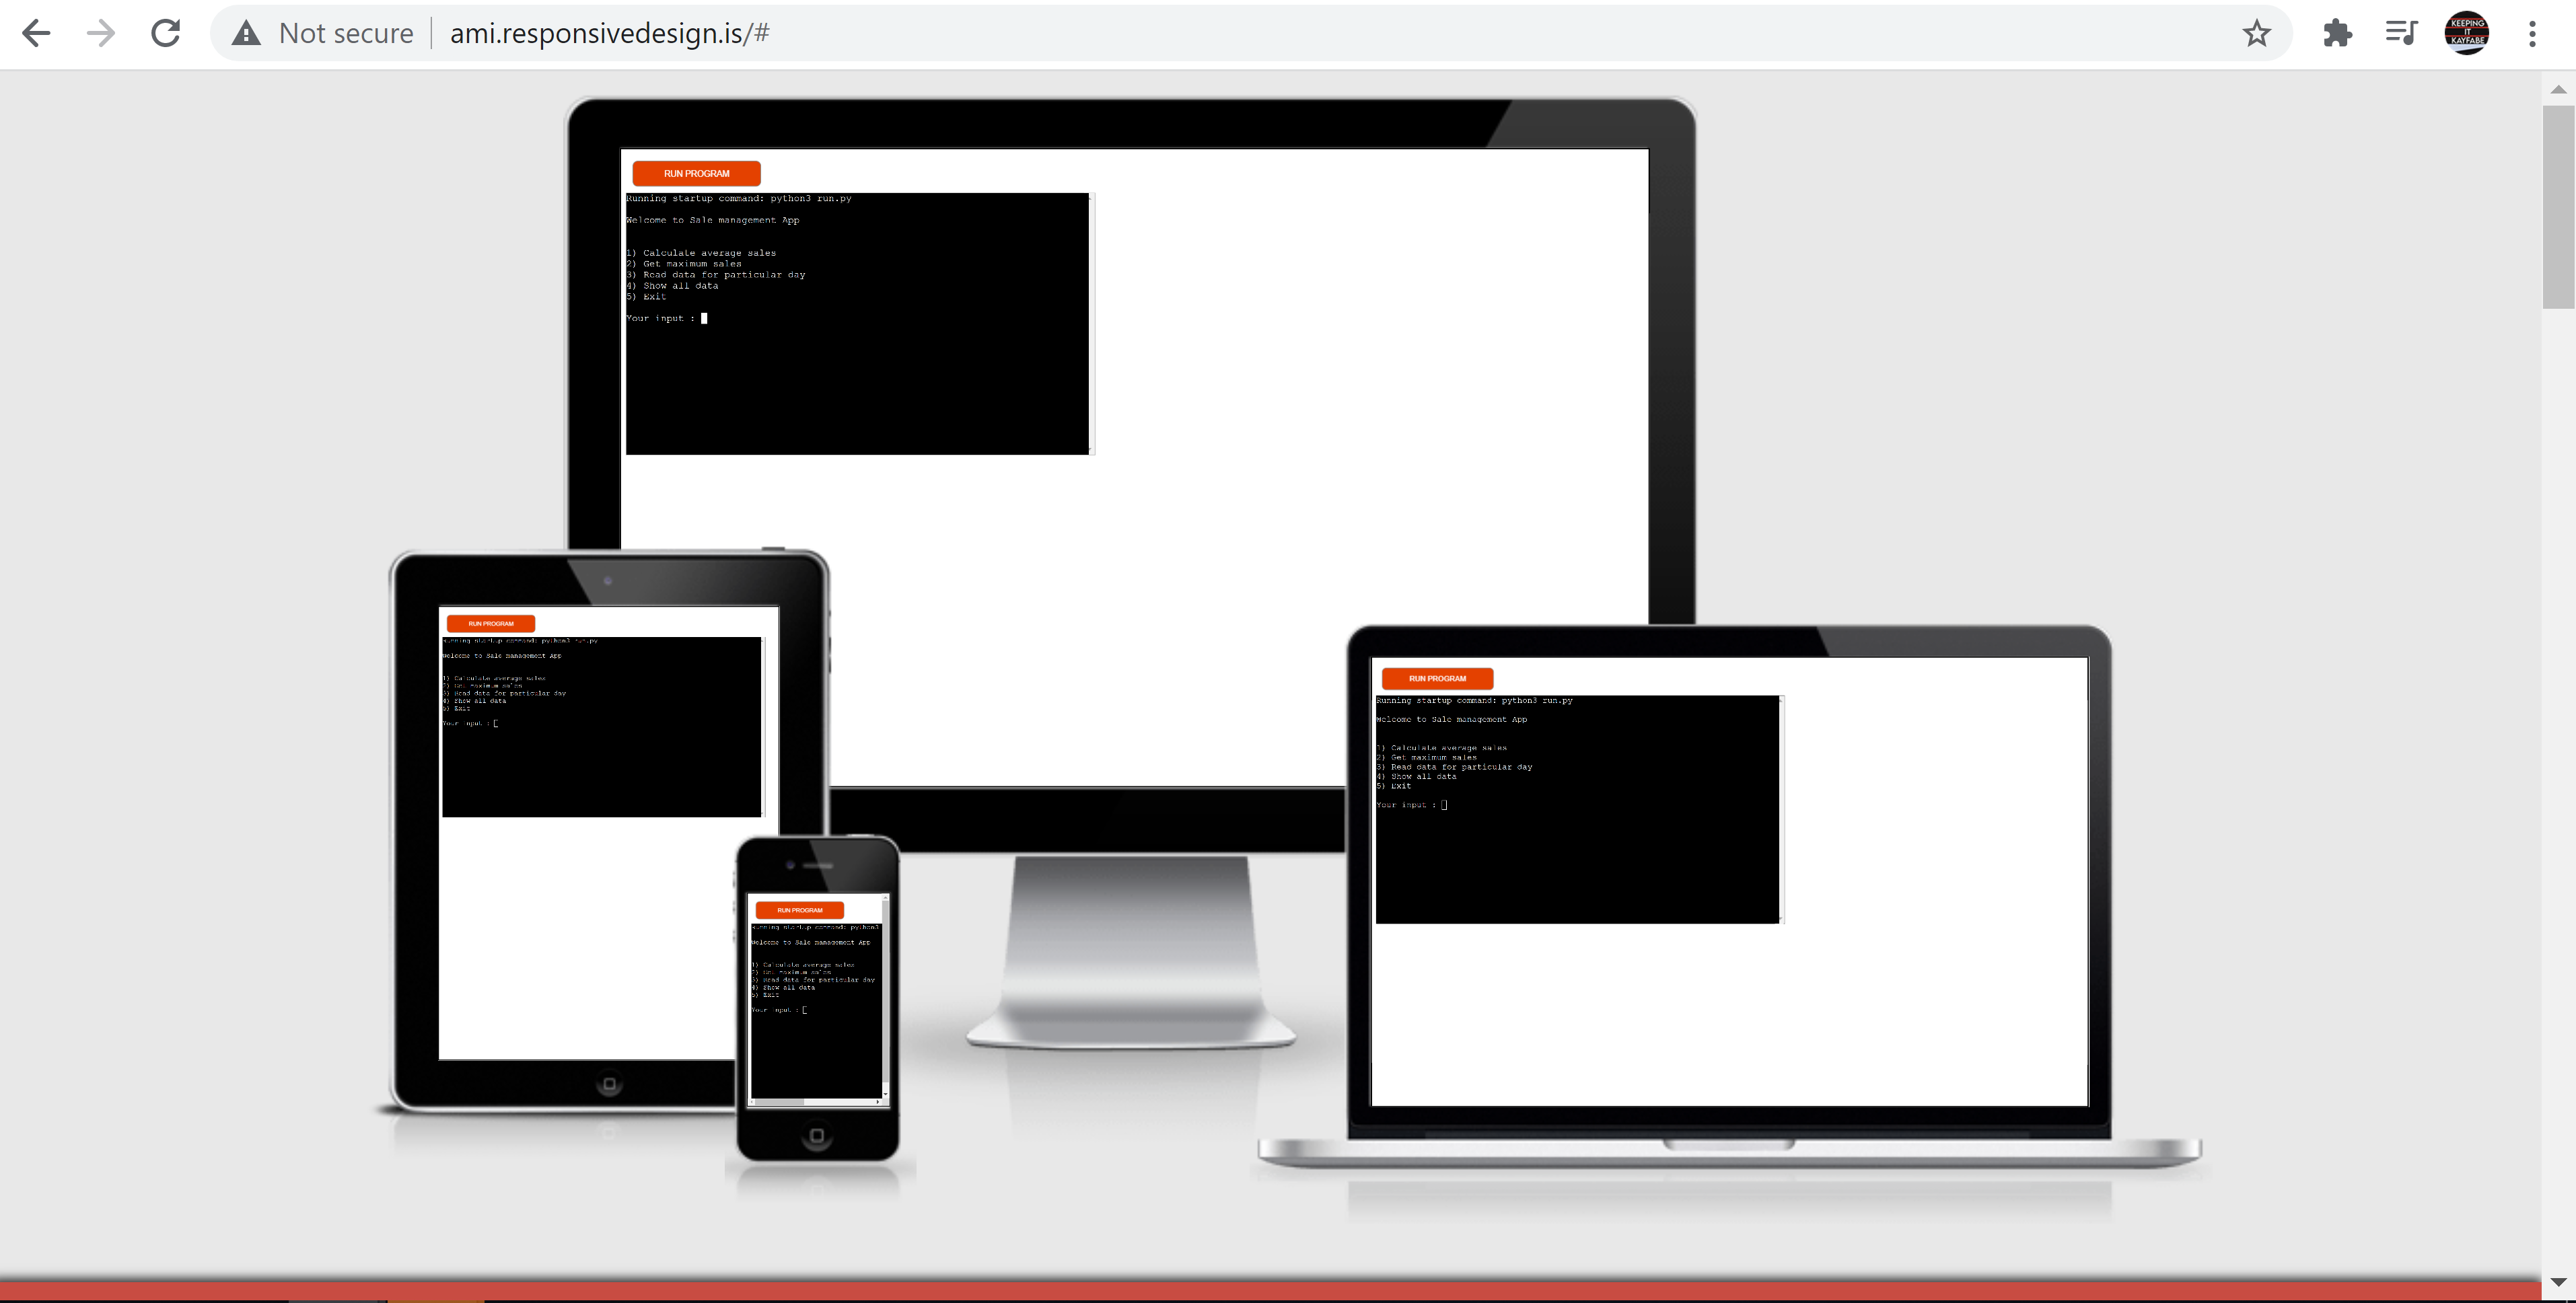 Not secure
ami.responsivedesign.is/#
KEEPING
IT
KAYFABE
RUN PROGRAM
Running startup command: python3 run.py
Welcome to Sale management App
1) Calculate average sales
2) Get maximum sales
3) Read data for particular day
4) Show all data
5) Exit
Your input :
RUN PROGRAM
Running startup command: python3 run.py
Welcome to Sale management App
1) Calculate average sales
2) Get maximum sales
3) Read data for particular day
4) Show all data
5) Exit
Your input :
RUN PROGRAM
Running startup command: python3 run.py
Welcome to Sale management App
1) Calculate average sales
2) Get maximum sales
3) Read data for particular day
4) Show all data
5) Exit
Your input :
RUN PROGRAM
Running startup command: python3
Welcome to Sale management App
1) Calculate average sales
2) Get maximum sales
3) Read data for particular day
4) Show all data
5) Exit
Your input :